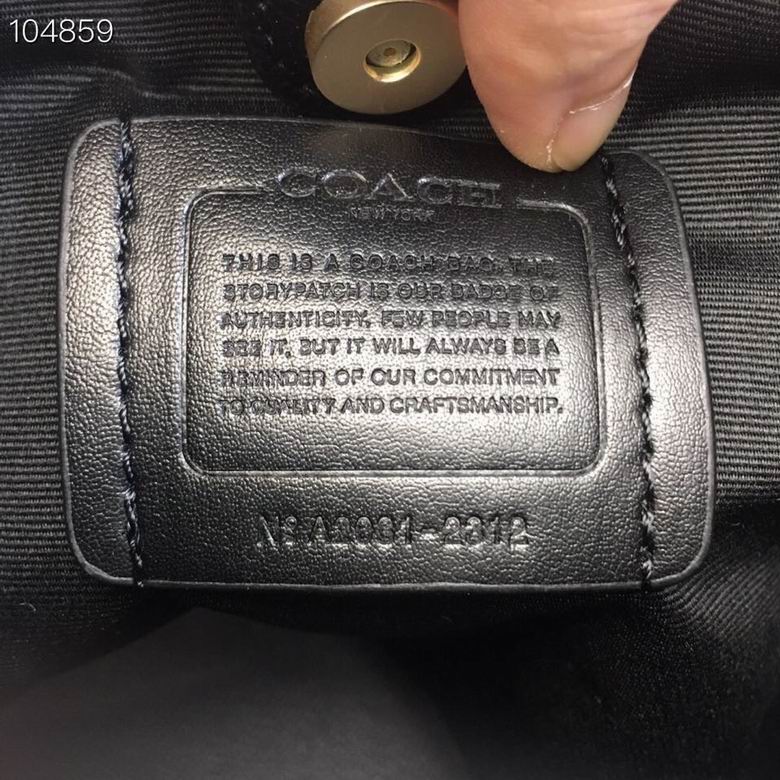 104859
COACH
NEW YORK
THIS IS A COACH BAG. THE
STORYPATCH IS OUR BADGE OF
AUTHENTICITY. FEW PEOPLE MAY
SEE IT, BUT IT WILL ALWAYS BE A
REMINDER OF OUR COMMITMENT
TO QUALITY AND CRAFTSMANSHIP.